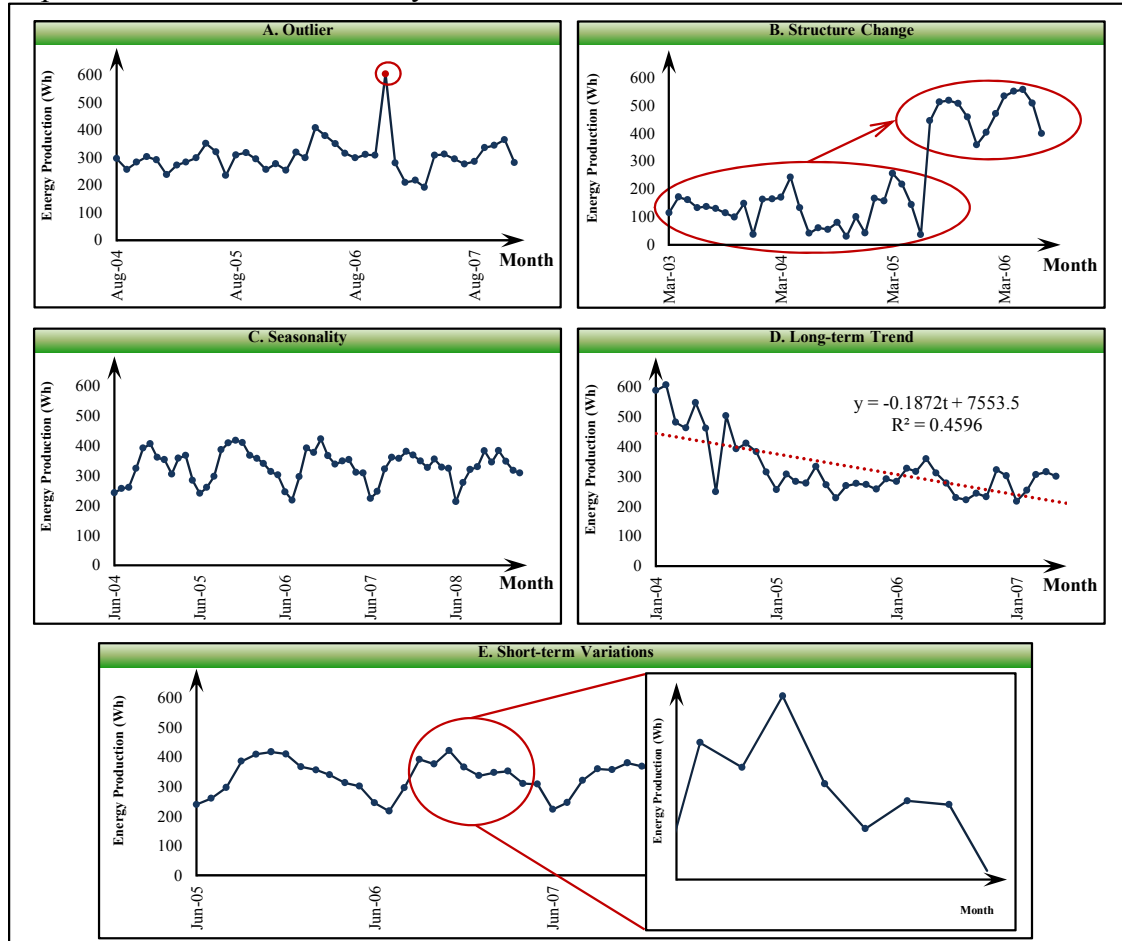 A. Outlier
Energy Production (Wh)
600
500
400
300
200
100
0
Aug-04
Aug-05
Aug-06
Aug-07
Month
B. Structure Change
Energy Production (Wh)
600
500
400
300
200
100
0
Mar-03
Mar-04
Mar-05
Mar-06
Month
C. Seasonality
Energy Production (Wh)
600
500
400
300
200
100
0
Jun-04
Jun-05
Jun-06
Jun-07
Jun-08
Month
D. Long-term Trend
Energy Production (Wh)
600
500
400
300
200
100
0
y = -0.1872t + 7553.5
R² = 0.4596
Jan-04
Jan-05
Jan-06
Jan-07
Month
E. Short-term Variations
Energy Production (Wh)
600
500
400
300
200
100
0
Jun-05
Jun-06
Jun-07
Energy Production (Wh)
Month